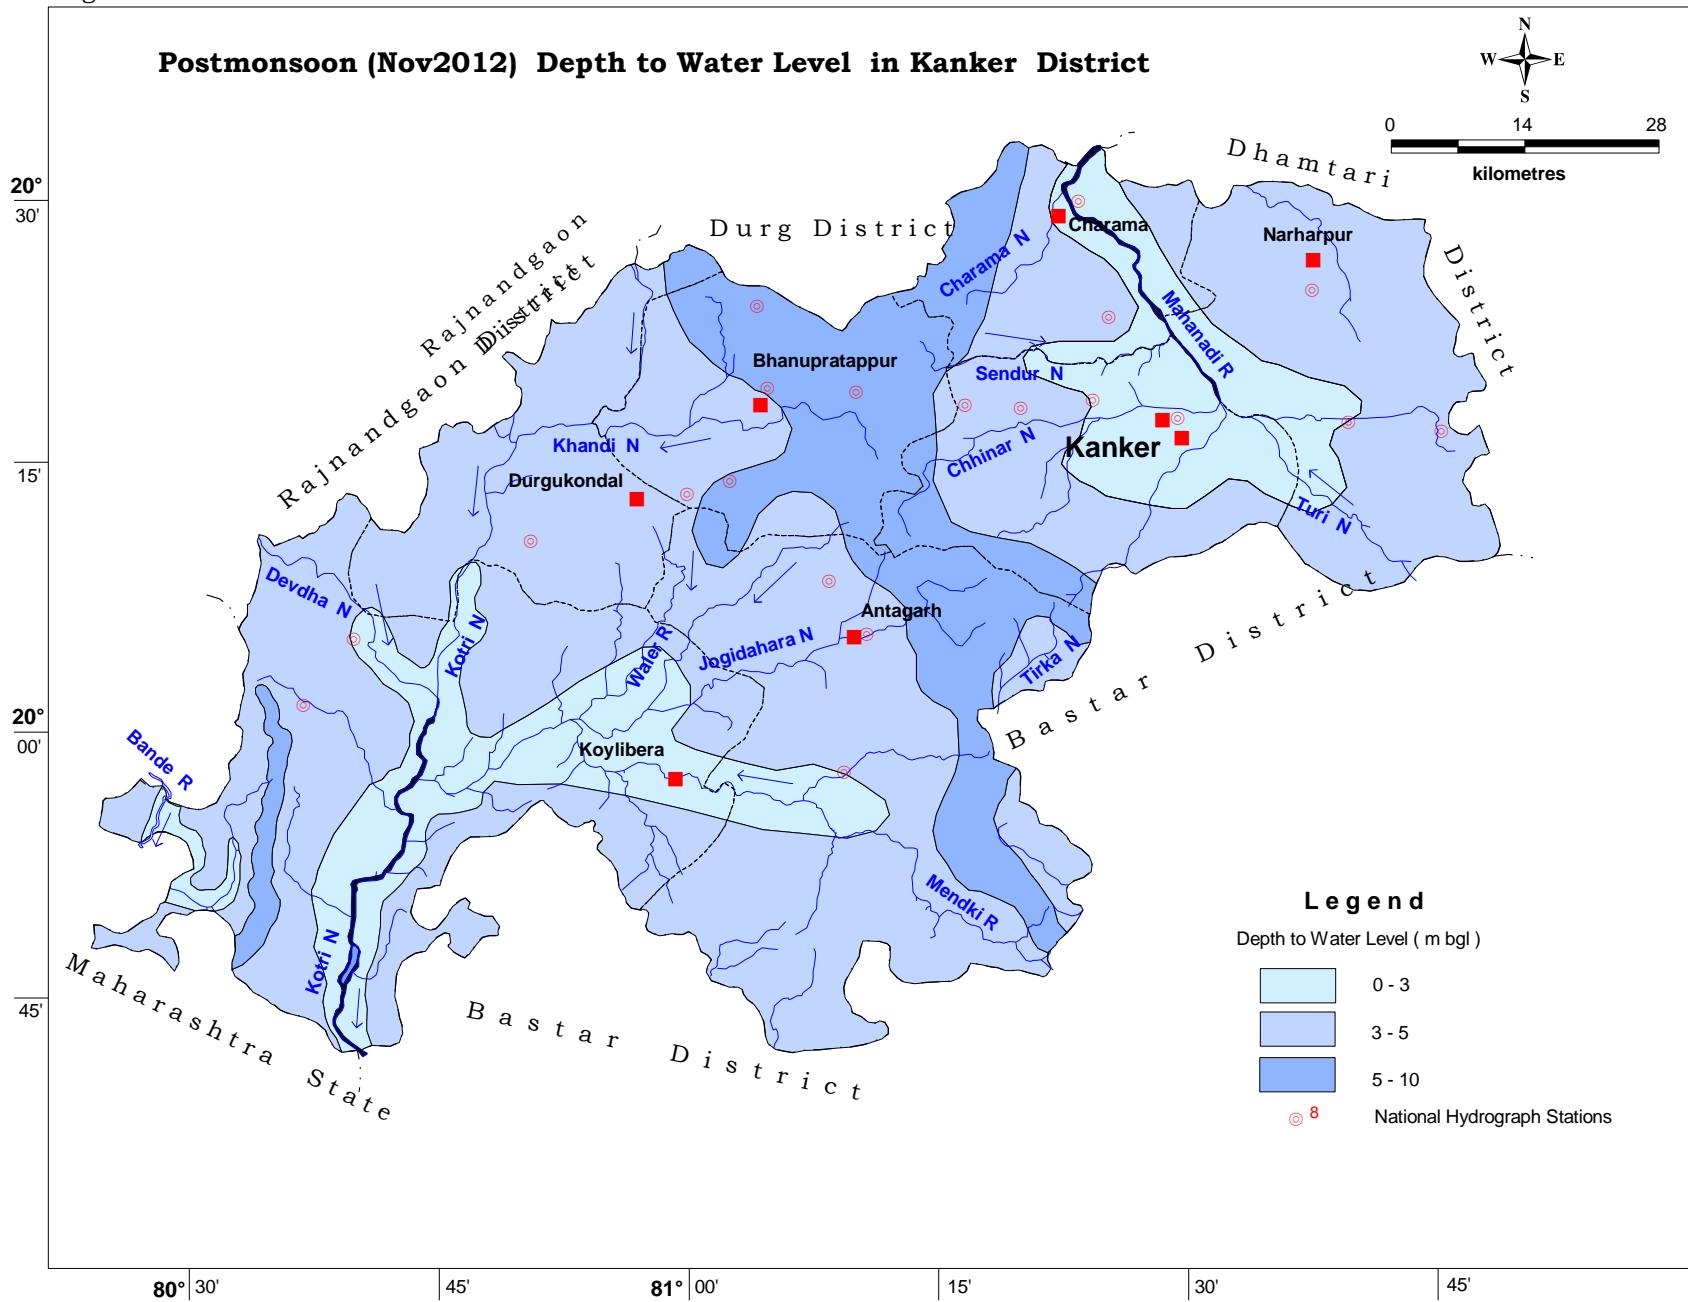 Postmonsoon (Nov2012) Depth to Water Level in Kanker District
N
W E
S
0 14 28
kilometres
Dhamtari
District
Durg District
Rajnandgaon
District
Rajnandgaon District
20°
30'
15'
20°
00'
45'
Charama
Narharpur
Charama N
Mahanadi R
Bhanupratappur
Sendur N
Khandi N
Chhinar N
Kanker
Durgukondal
Turi N
Devdha N
Antagarh
Kotri N
Waler R
Jogidahara N
Tirka N
Bastar District
Bande R
Koylibera
Mendki R
Kotri N
Maharashtra State
Bastar District
Legend
Depth to Water Level ( m bgl )
0 - 3
3 - 5
5 - 10
8 National Hydrograph Stations
80° 30' 45' 81° 00' 15' 30' 45'